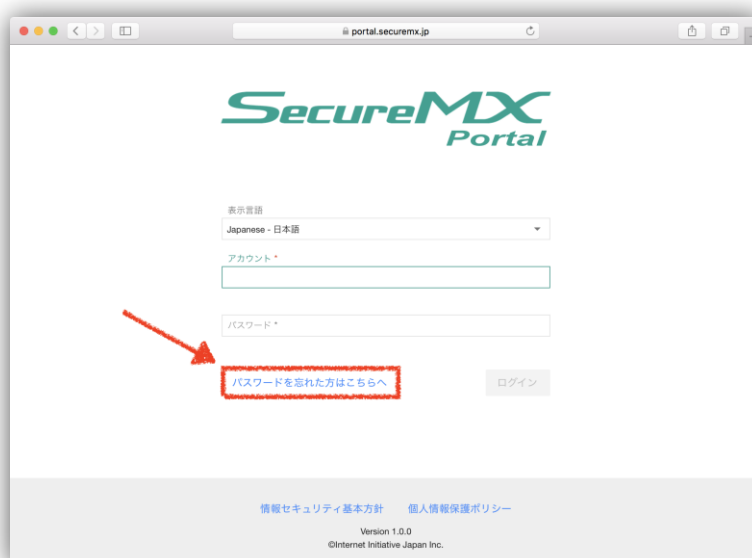 portal.securemx.jp
SecureMX
Portal
表示言語
Japanese - 日本語
アカウント *
パスワード *
パスワードを忘れた方はこちらへ
ログイン
情報セキュリティ基本方針 個人情報保護ポリシー
Version 1.0.0
©Internet Initiative Japan Inc.